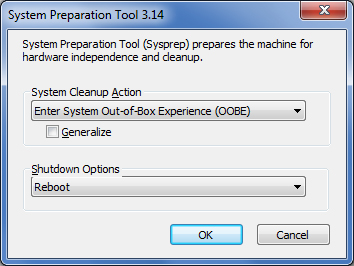 System Preparation Tool 3.14
System Preparation Tool (Sysprep) prepares the machine for
hardware independence and cleanup.
System Cleanup Action
Enter System Out-of-Box Experience (OOBE)
Generalize
Shutdown Options
Reboot
OK
Cancel